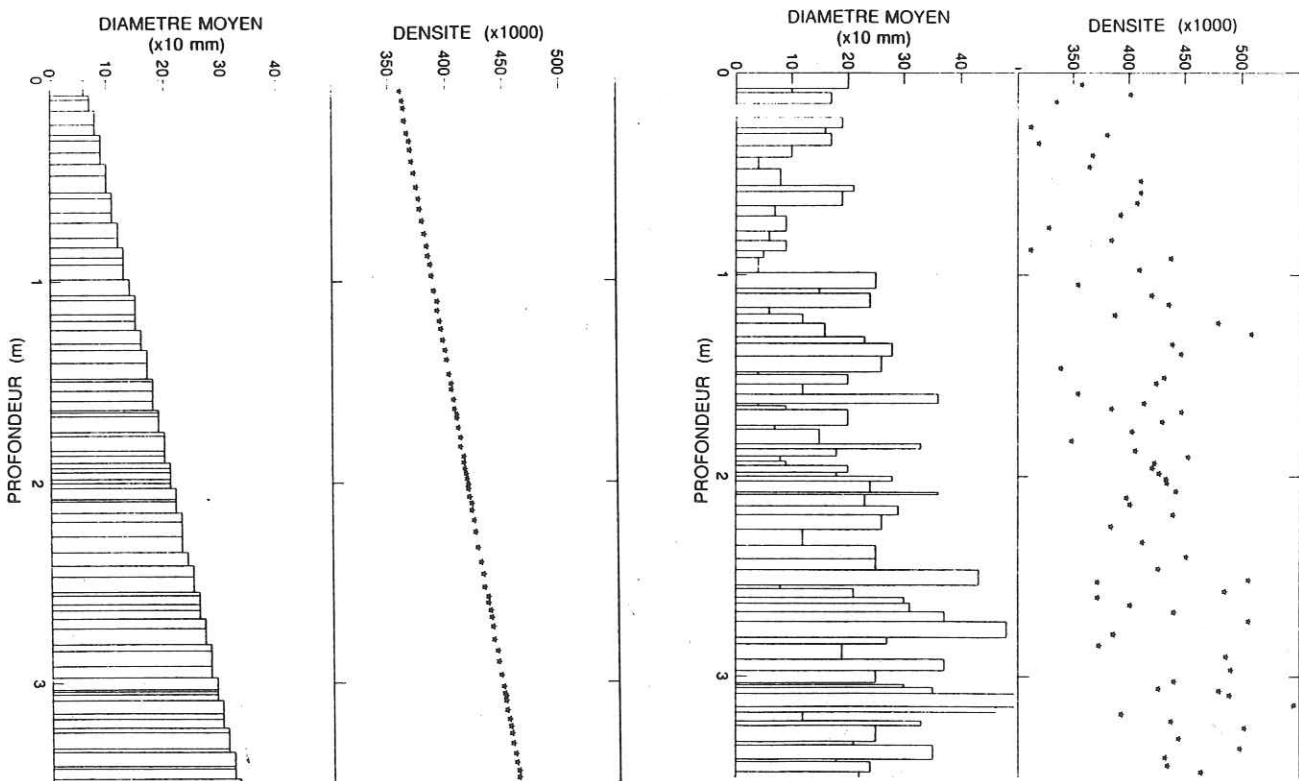 DIAMETRE MOYEN
(x10 mm)
0 10 20 30 40
DENSITE (x1000)
350 400 450 500
PROFONDEUR (m)
1
2
3
DIAMETRE MOYEN
(x10 mm)
0 10 20 30 40
DENSITE (x1000)
350 400 450 500
PROFONDEUR (m)
1
2
3